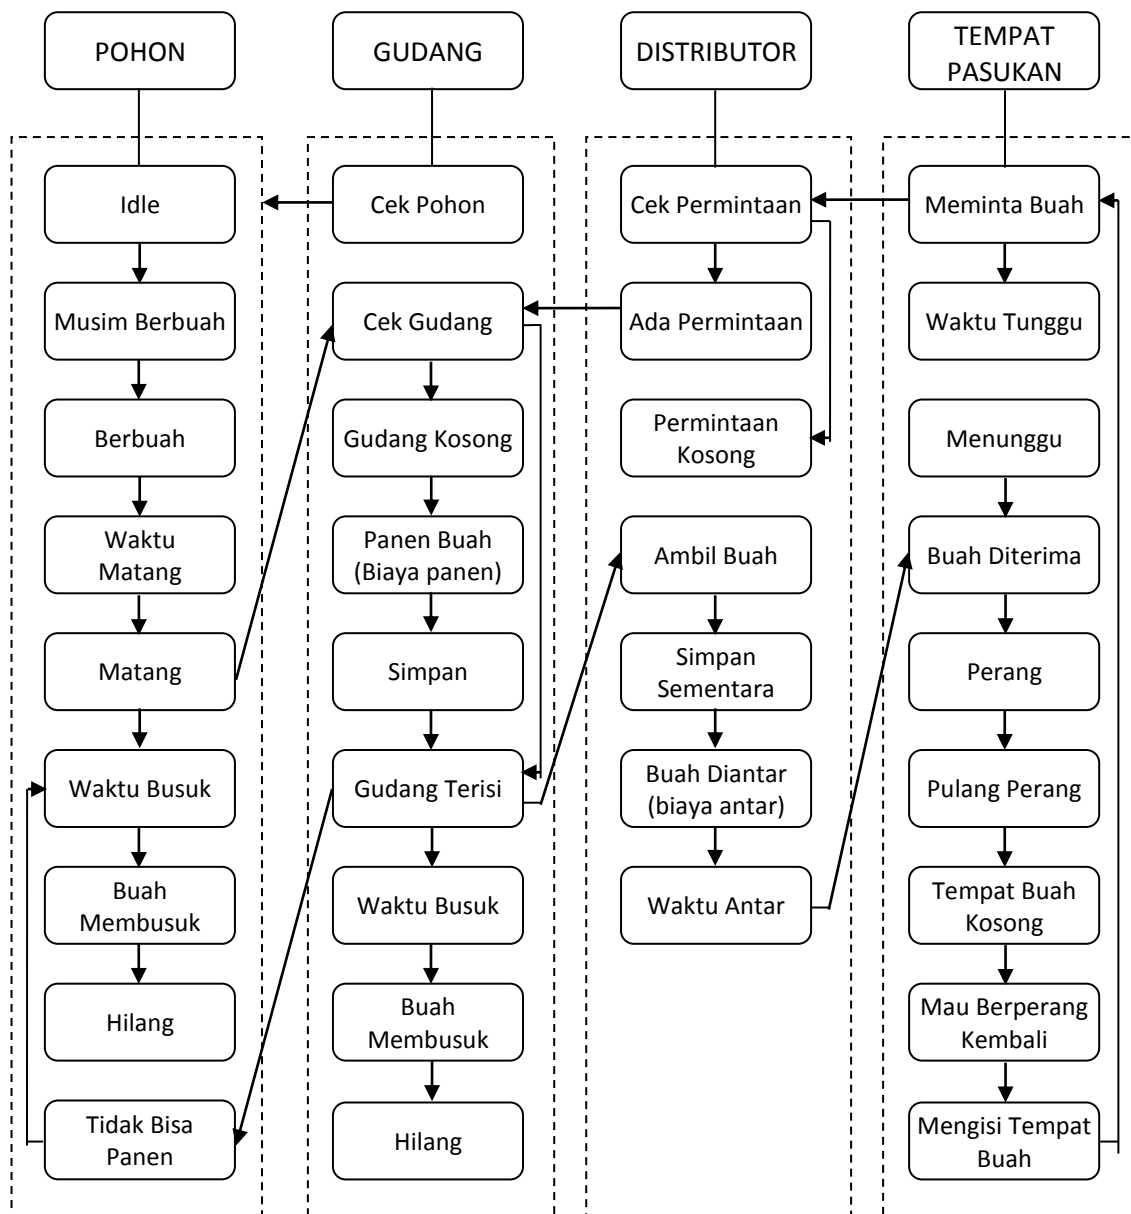 POHON
GUDANG
DISTRIBUTOR
TEMPAT
PASUKAN
Idle
Musim Berbuah
Berbuah
Waktu
Matang
Matang
Waktu Busuk
Buah
Membusuk
Hilang
Tidak Bisa
Panen
Cek Pohon
Cek Gudang
Gudang Kosong
Panen Buah
(Biaya panen)
Simpan
Gudang Terisi
Waktu Busuk
Buah
Membusuk
Hilang
Cek Permintaan
Ada Permintaan
Permintaan
Kosong
Ambil Buah
Simpan
Sementara
Buah Diantar
(biaya antar)
Waktu Antar
Meminta Buah
Waktu Tunggu
Menunggu
Buah Diterima
Perang
Pulang Perang
Tempat Buah
Kosong
Mau Berperang
Kembali
Mengisi Tempat
Buah